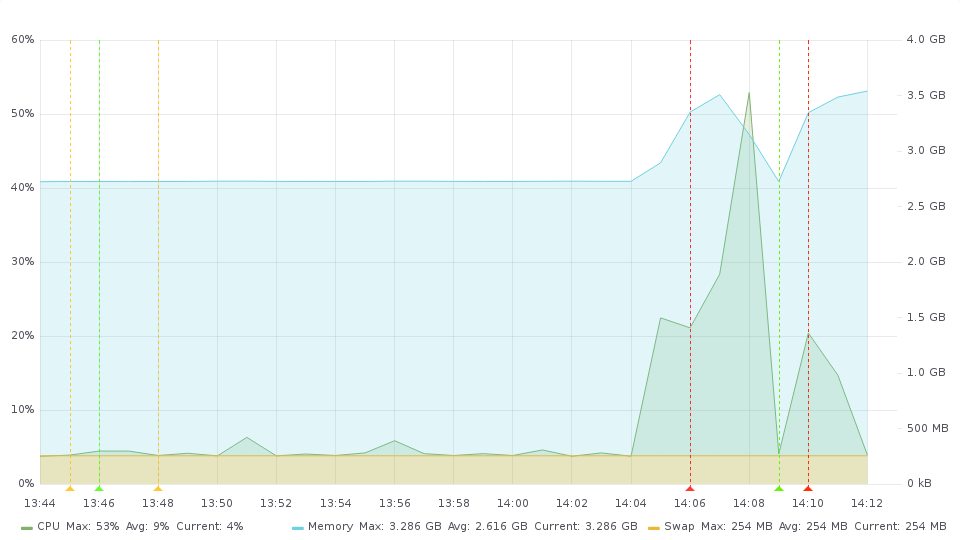 60% 4.0 GB
3.5 GB
50%
3.0 GB
40%
2.5 GB
30% 2.0 GB
20% 1.5 GB
1.0 GB
10%
500 MB
0% 0 kB
13:44 13:46 13:48 13:50 13:52 13:54 13:56 13:58 14:00 14:02 14:04 14:06 14:08 14:10 14:12
CPU Max: 53% Avg: 9% Current: 4% Memory Max: 3.286 GB Avg: 2.616 GB Current: 3.286 GB Swap Max: 254 MB Avg: 254 MB Current: 254 MB